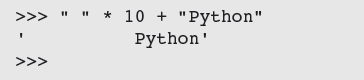 >>> " " * 10 + "Python"
'          Python'
>>>